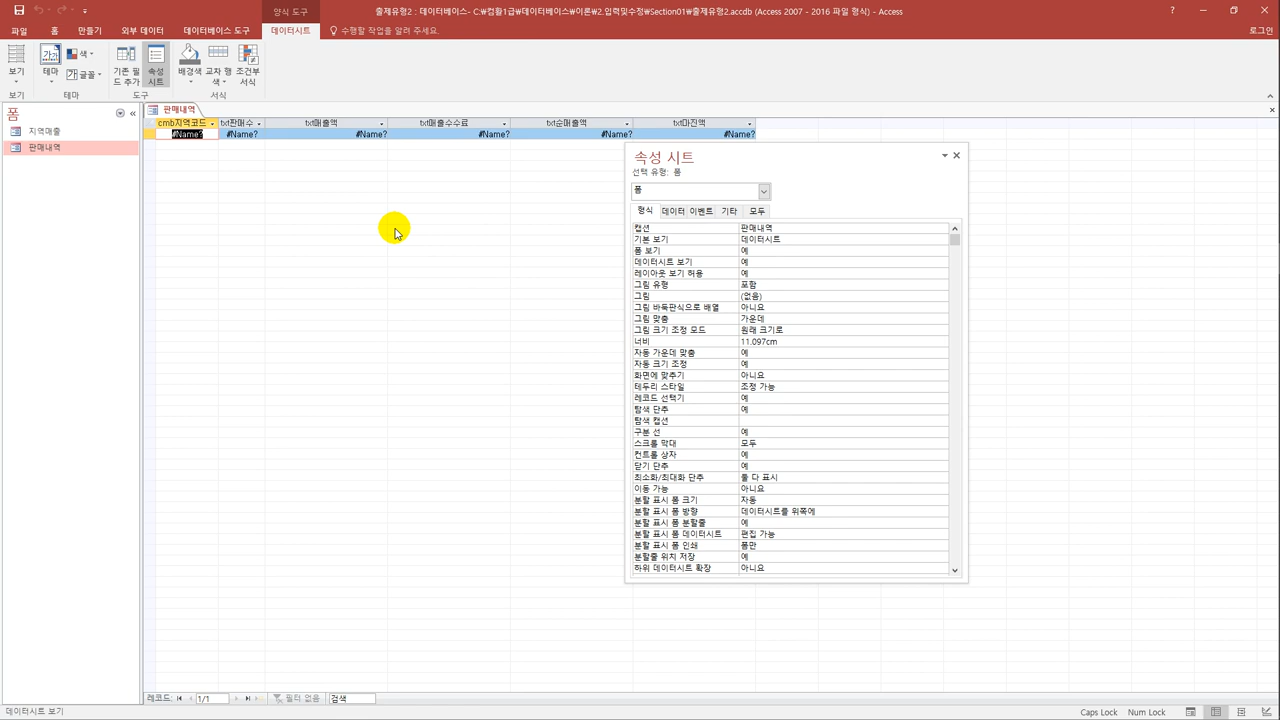 출제유형2 : 데이터베이스- C:₩컴활1급₩데이터베이스₩이론₩2.입력및수정₩Section01₩출제유형2.accdb (Access 2007 - 2016 파일 형식) - Access
양식 도구
파일 홈 만들기 외부 데이터 데이터베이스 도구 데이터시트 수행할 작업을 알려 주세요. 로그인
보기
테마
색
글꼴
기존 필드 추가
속성 시트
배경색
교차 행 색
조건부 서식
보기 테마 도구 서식
폼
지역매출
판매내역
판매내역
cmb지역코드 txt판매수 txt매출액 txt매출수수료 txt순매출액 txt마진액
#Name? #Name? #Name? #Name? #Name? #Name?
속성 시트
선택 유형: 폼
폼
형식 데이터 이벤트 기타 모두
캡션 판매내역
기본 보기 데이터시트
폼 보기 예
데이터시트 보기 예
레이아웃 보기 허용 예
그림 유형 포함
그림 (없음)
그림 바둑판식으로 배열 아니요
그림 맞춤 가운데
그림 크기 조정 모드 원래 크기로
너비 11.097cm
자동 가운데 맞춤 예
자동 크기 조정 예
화면에 맞추기 아니요
테두리 스타일 조정 가능
레코드 선택기 예
탐색 단추 예
탐색 캡션
구분 선 예
스크롤 막대 모두
컨트롤 상자 예
닫기 단추 예
최소화/최대화 단추 둘 다 표시
이동 가능 아니요
분할 표시 폼 크기 자동
분할 표시 폼 방향 데이터시트를 위쪽에
분할 표시 폼 분할줄 예
분할 표시 폼 데이터시트 편집 가능
분할 표시 폼 인쇄 폼만
분할줄 위치 저장 예
하위 데이터시트 확장 아니요
레코드: 1/1 필터 없음 검색
데이터시트 보기 Caps Lock Num Lock